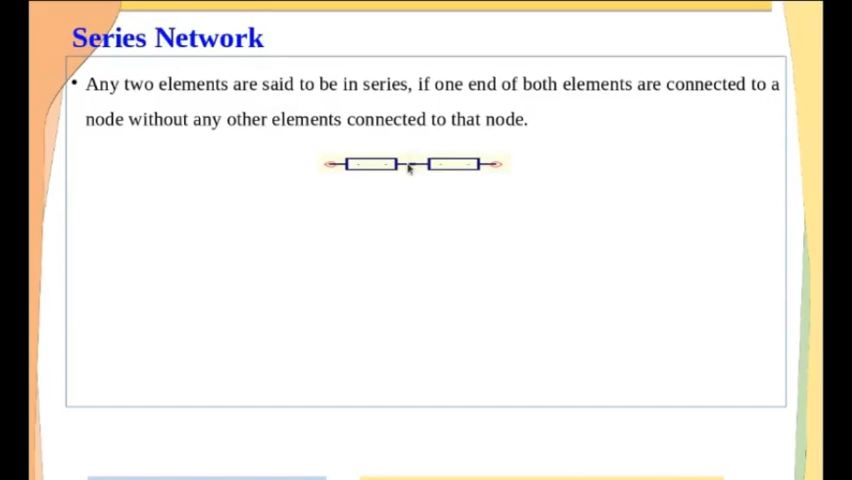 Series Network
• Any two elements are said to be in series, if one end of both elements are connected to a
node without any other elements connected to that node.